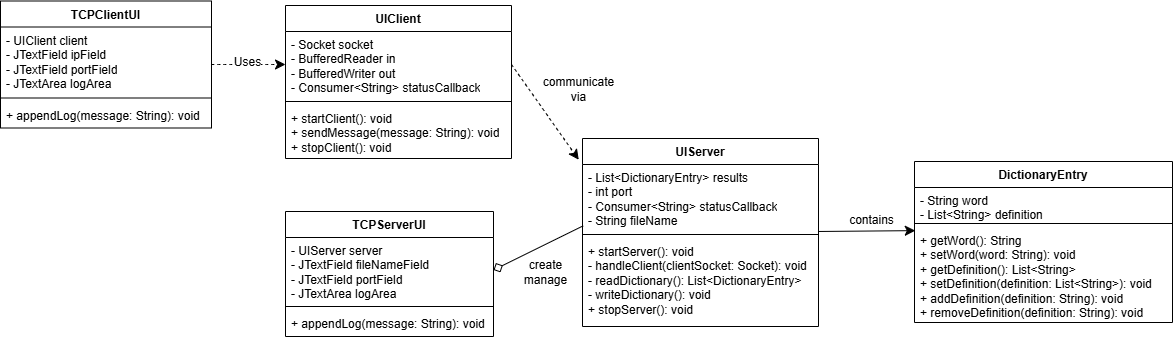 TCPClientUI
- UIClient client
- JTextField ipField
- JTextField portField
- JTextArea logArea
+ appendLog(message: String): void
Uses
UIClient
- Socket socket
- BufferedReader in
- BufferedWriter out
- Consumer<String> statusCallback
+ startClient(): void
+ sendMessage(message: String): void
+ stopClient(): void
communicate
via
TCPServerUI
- UIServer server
- JTextField fileNameField
- JTextField portField
- JTextArea logArea
+ appendLog(message: String): void
create
manage
UIServer
- List<DictionaryEntry> results
- int port
- Consumer<String> statusCallback
- String fileName
+ startServer(): void
- handleClient(clientSocket: Socket): void
- readDictionary(): List<DictionaryEntry>
- writeDictionary(): void
+ stopServer(): void
contains
DictionaryEntry
- String word
- List<String> definition
+ getWord(): String
+ setWord(word: String): void
+ getDefinition(): List<String>
+ setDefinition(definition: List<String>): void
+ addDefinition(definition: String): void
+ removeDefinition(definition: String): void